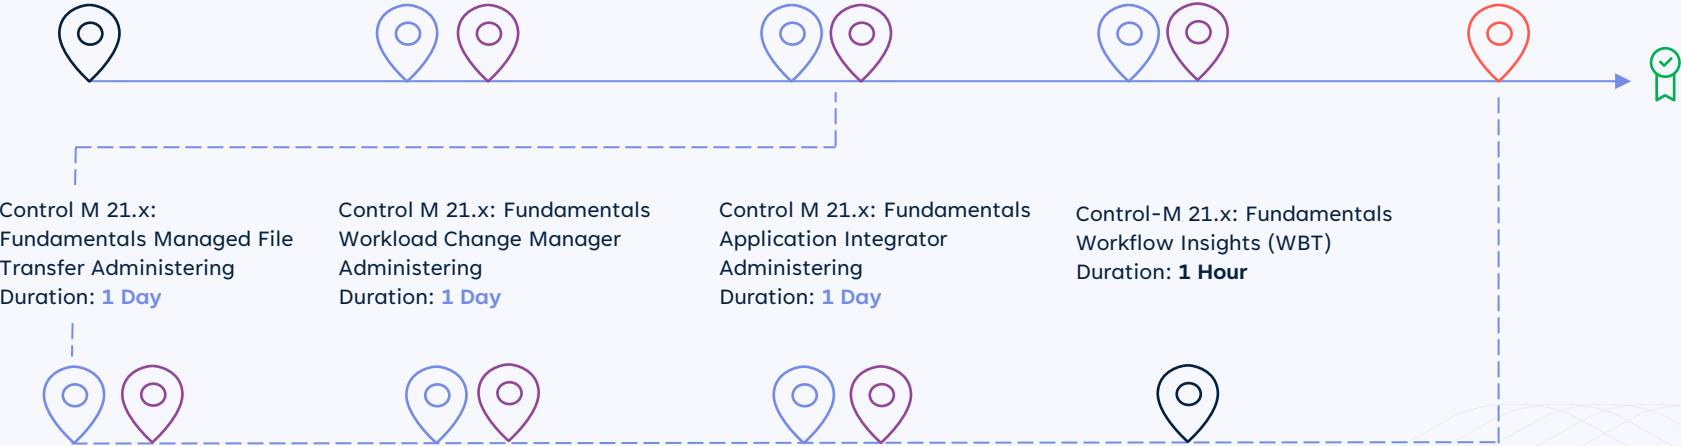 Control M 21.x:
Fundamentals Managed File
Transfer Administering
Duration: 1 Day
Control M 21.x: Fundamentals
Workload Change Manager
Administering
Duration: 1 Day
Control M 21.x: Fundamentals
Application Integrator
Administering
Duration: 1 Day
Control-M 21.x: Fundamentals
Workflow Insights (WBT)
Duration: 1 Hour